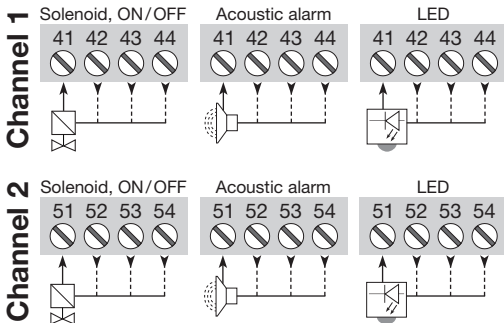 Channel 1
Solenoid, ON/OFF Acoustic alarm LED
41 42 43 44 41 42 43 44 41 42 43 44
Channel 2
Solenoid, ON/OFF Acoustic alarm LED
51 52 53 54 51 52 53 54 51 52 53 54